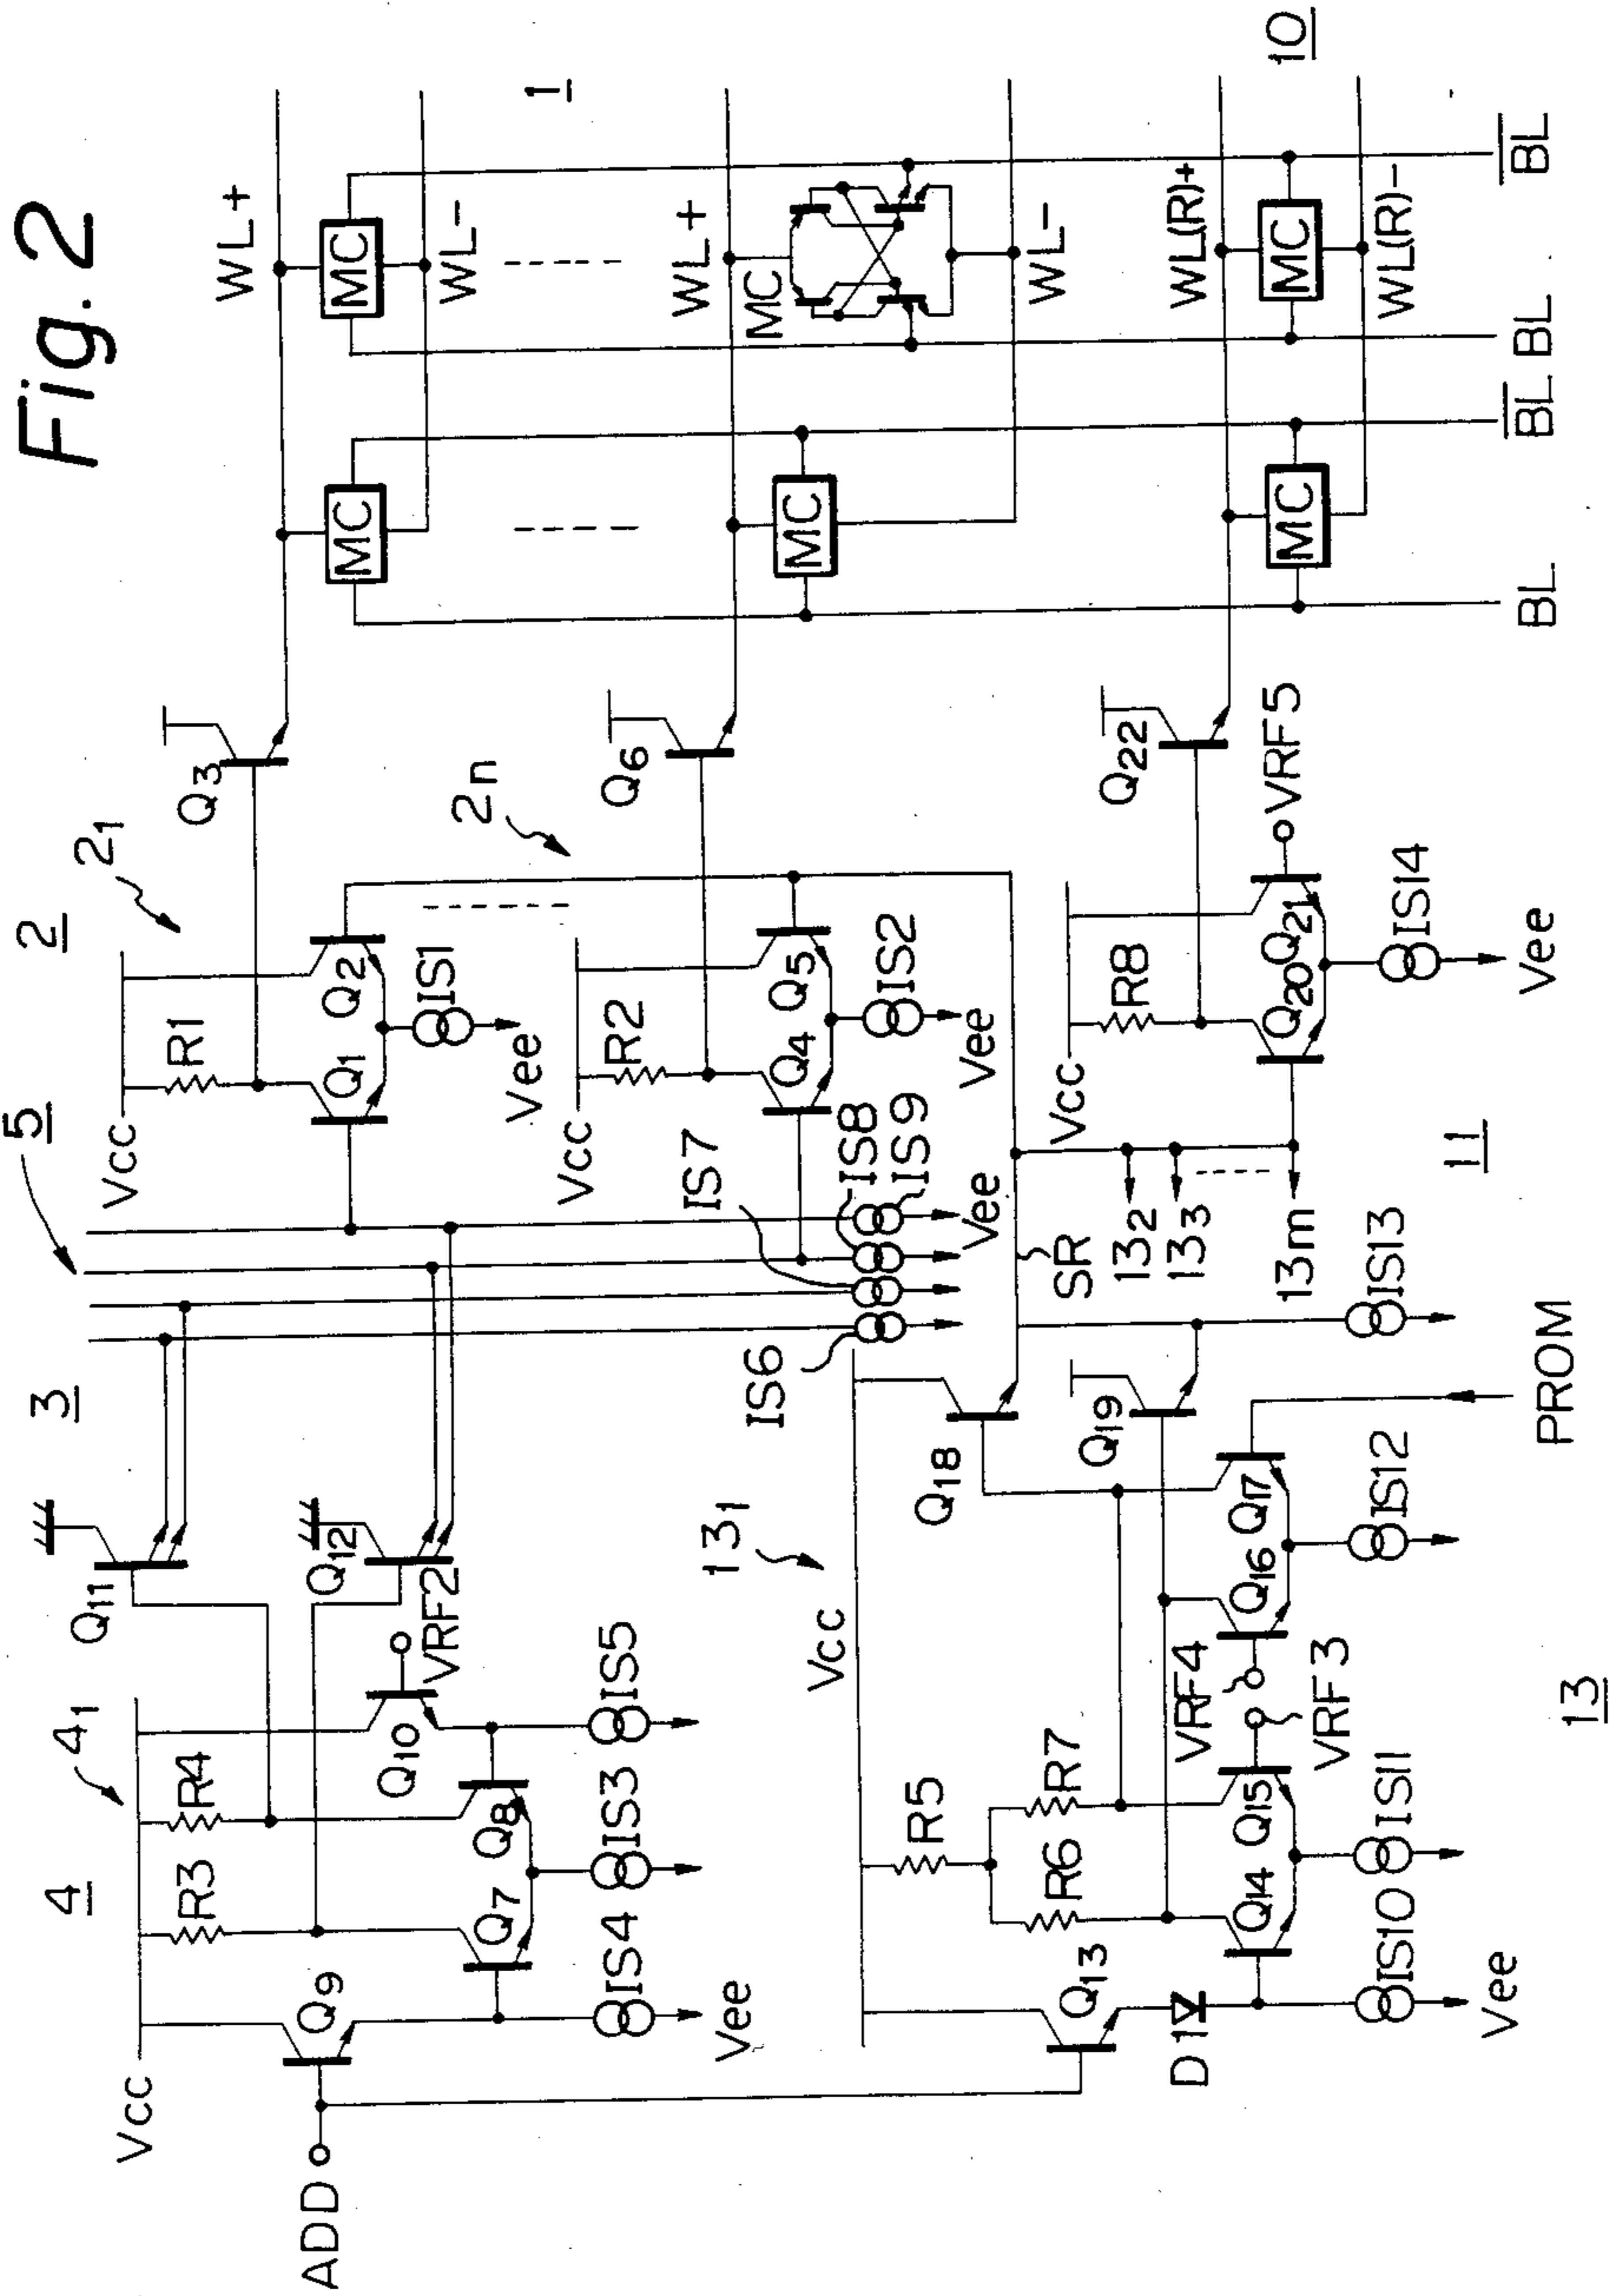 Fig. 2
5
2
2₁
Vcc
R1
Q₁
Q₂
IS1
Vee
Q₃
WL+
MC
MC
WL-
1
2n
Vcc
R2
Q₄
Q₅
IS2
Vee
Q₆
WL+
MC
MC
WL-
3
Q₁₁
Q₁₂
IS6
IS7
IS8
IS9
Vee
4
4₁
Vcc
R3
R4
Q₉
Q₇
Q₈
Q₁₀
VRF2
IS4
IS3
IS5
Vee
ADD
13₁
Vcc
R5
R6
R7
Q₁₃
D1
Q₁₄
Q₁₅
Q₁₆
Q₁₇
VRF4
VRF3
Q₁₈
Q₁₉
IS10
IS11
IS12
IS13
Vee
PROM
13
SR
13₂
13₃
13m
11
Vcc
R8
Q₂₀
Q₂₁
VRF5
IS14
Vee
Q₂₂
WL(R)+
MC
MC
WL(R)-
10
BL
B̅L̅
BL
B̅L̅